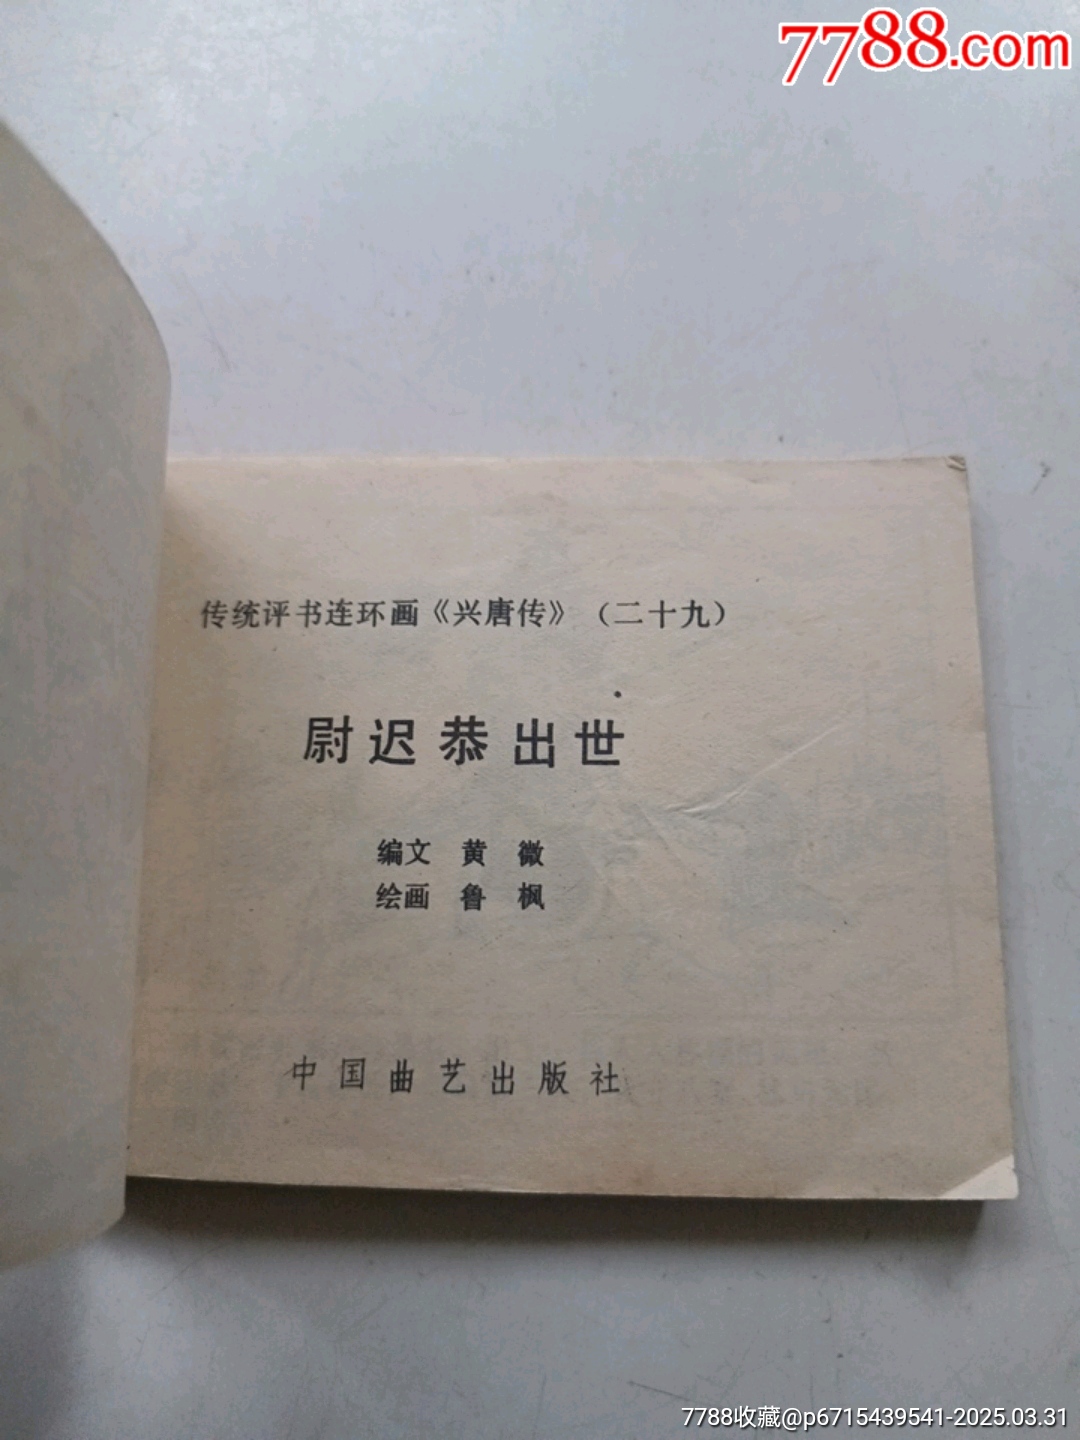 7788.com
传统评书连环画《兴唐传》（二十九）
尉迟恭出世
编文 黄 微
绘画 鲁 枫
中国曲艺出版社
7788收藏@p6715439541-2025.03.31